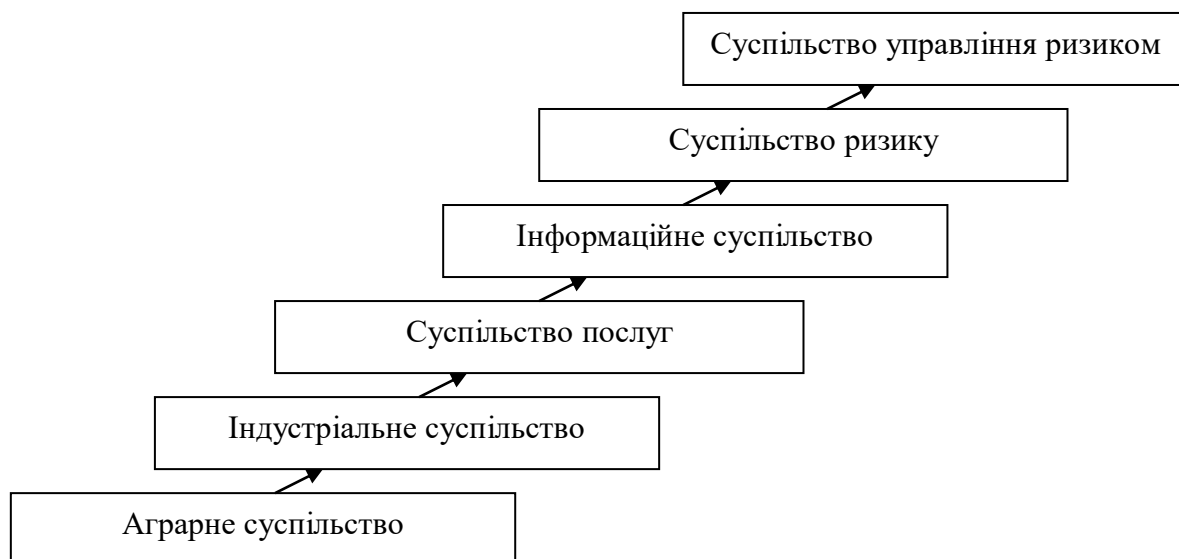 Суспільство управління ризиком
Суспільство ризику
Інформаційне суспільство
Суспільство послуг
Індустріальне суспільство
Аграрне суспільство